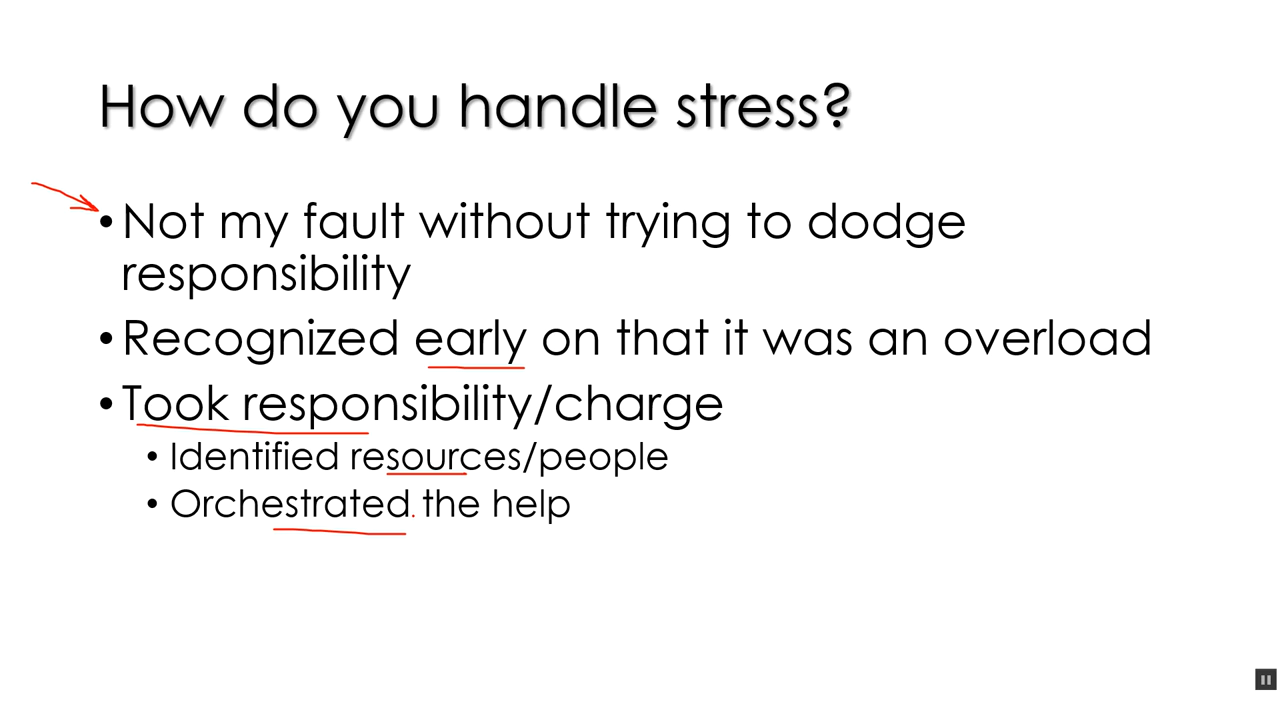 How do you handle stress?
• Not my fault without trying to dodge
responsibility
• Recognized early on that it was an overload
• Took responsibility/charge
• Identified resources/people
• Orchestrated the help